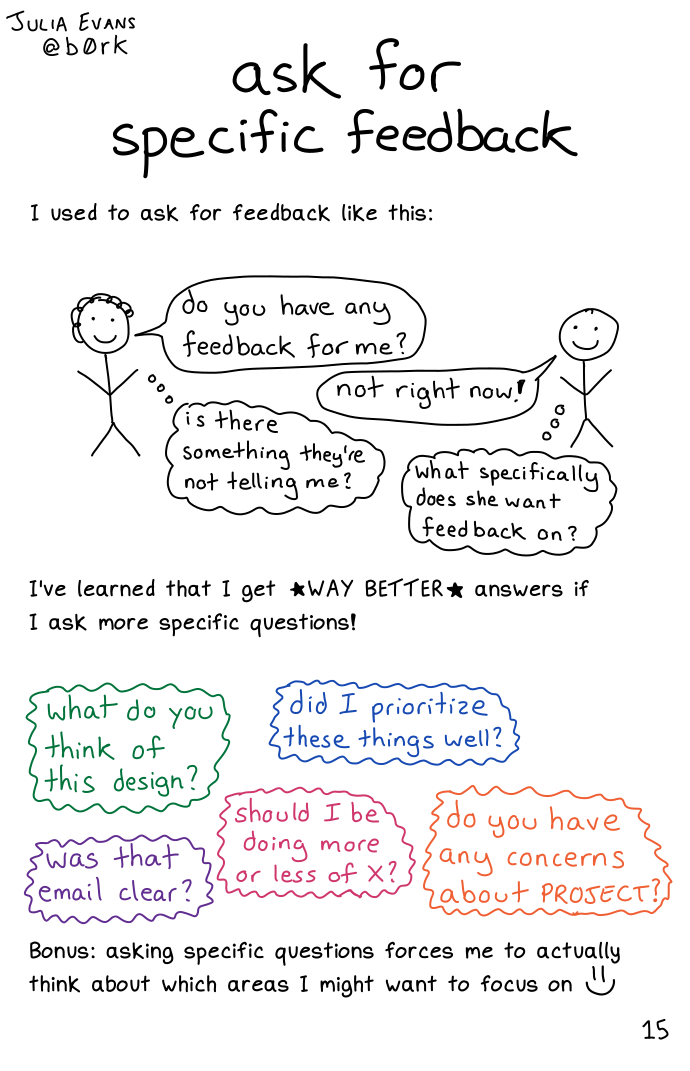 JULIA EVANS
@b0rk
ask for
specific feedback
I used to ask for feedback like this:
do you have any
feedback for me?
not right now!
is there
something they're
not telling me?
what specifically
does she want
feedback on?
I've learned that I get ★WAY BETTER★ answers if
I ask more specific questions!
what do you
think of
this design?
did I prioritize
these things well?
should I be
doing more
or less of X?
do you have
any concerns
about PROJECT?
was that
email clear?
Bonus: asking specific questions forces me to actually
think about which areas I might want to focus on
15